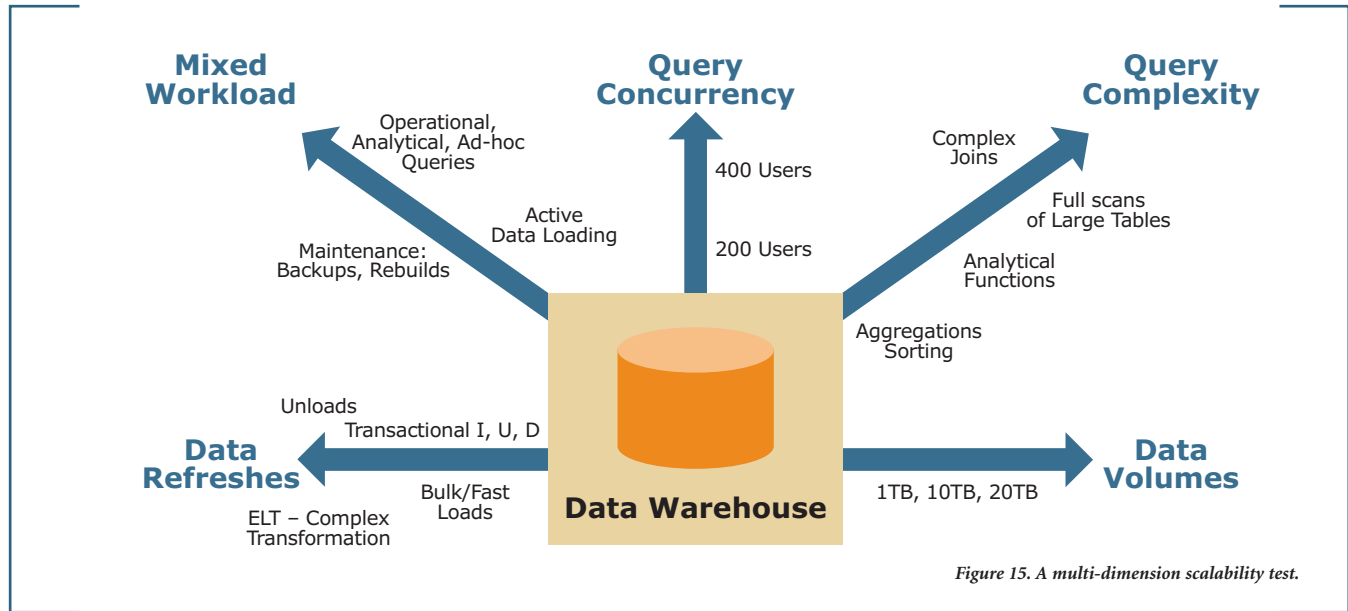 Mixed
Workload
Operational,
Analytical, Ad-hoc
Queries
Active
Data Loading
Maintenance:
Backups, Rebuilds
Query
Concurrency
400 Users
200 Users
Query
Complexity
Complex
Joins
Full scans
of Large Tables
Analytical
Functions
Aggregations
Sorting
Unloads
Transactional I, U, D
Data
Refreshes
Bulk/Fast
Loads
ELT – Complex
Transformation
Data Warehouse
Data
Volumes
1TB, 10TB, 20TB
Figure 15. A multi-dimension scalability test.